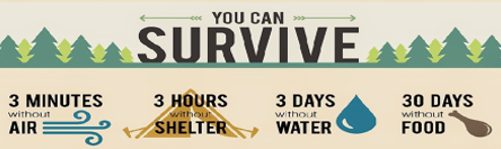 YOU CAN
SURVIVE
3 MINUTES
without
AIR
3 HOURS
without
SHELTER
3 DAYS
without
WATER
30 DAYS
without
FOOD